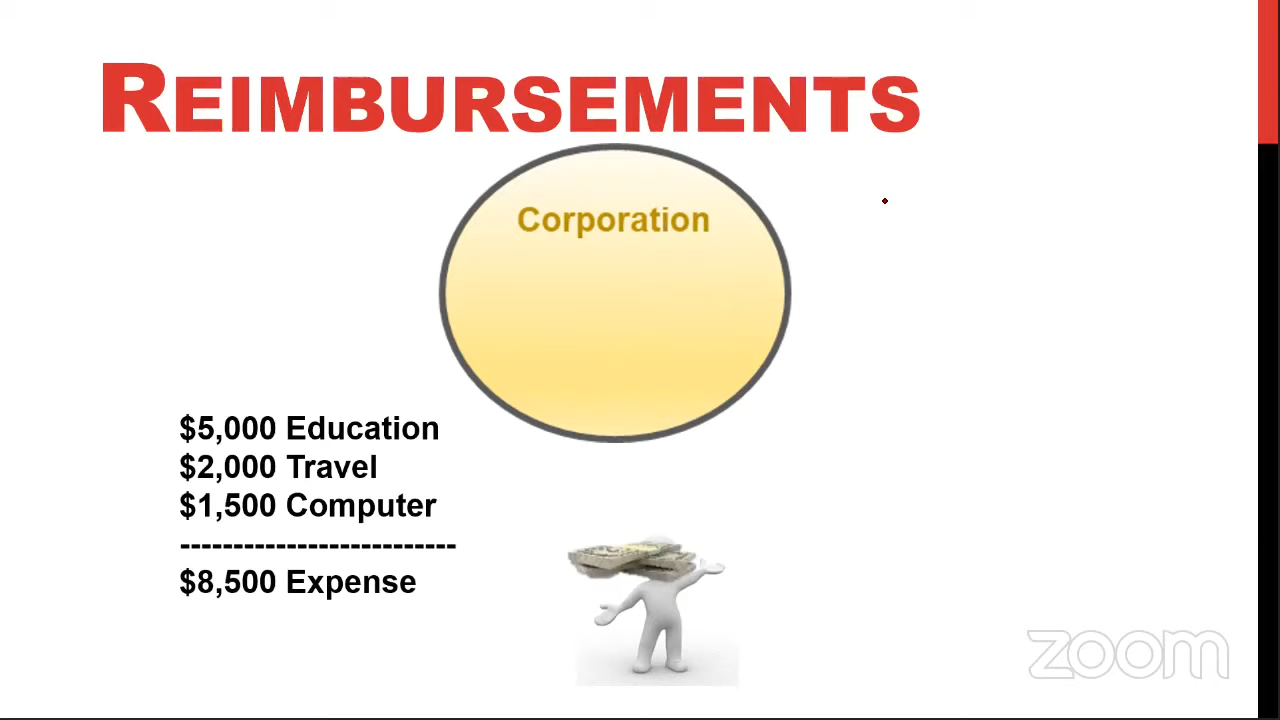 REIMBURSEMENTS
Corporation
$5,000 Education
$2,000 Travel
$1,500 Computer
--------------------------
$8,500 Expense
zoom